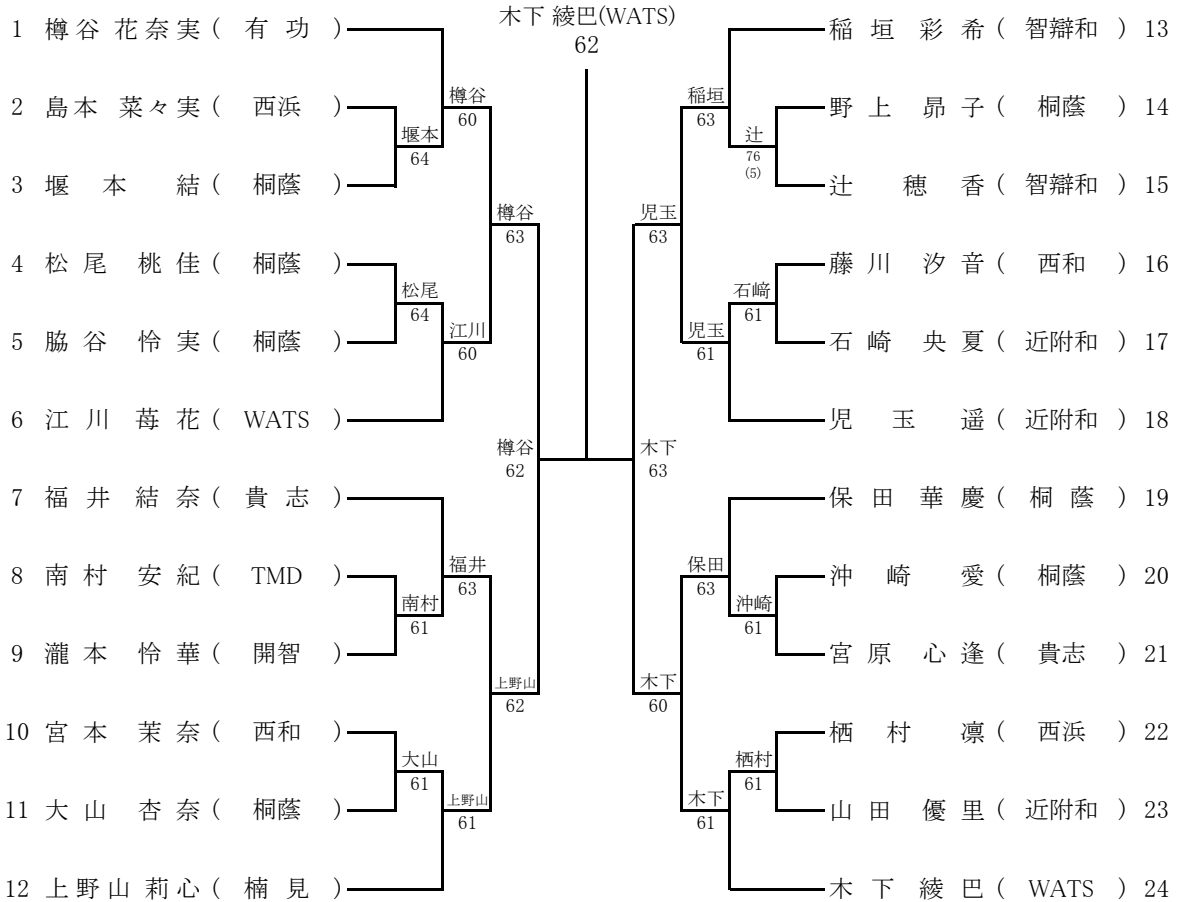 木下 綾巴(WATS)
62
1 樽谷 花奈実 ( 有功 )
樽谷
60
2 島本 菜々実 ( 西浜 )
堰本
64
3 堰本 結 ( 桐蔭 )
樽谷
63
4 松尾 桃佳 ( 桐蔭 )
松尾
64
5 脇谷 怜実 ( 桐蔭 )
江川
60
6 江川 苺花 ( WATS )
樽谷
62
7 福井 結奈 ( 貴志 )
福井
63
8 南村 安紀 ( TMD )
南村
61
9 瀧本 怜華 ( 開智 )
上野山
62
10 宮本 茉奈 ( 西和 )
大山
61
11 大山 杏奈 ( 桐蔭 )
上野山
61
12 上野山 莉心 ( 楠見 )
稲垣 彩希 ( 智辯和 ) 13
稲垣
63
野上 昴子 ( 桐蔭 ) 14
辻
76
(5)
辻 穂香 ( 智辯和 ) 15
児玉
63
藤川 汐音 ( 西和 ) 16
石﨑
61
石崎 央夏 ( 近附和 ) 17
児玉
61
児玉 遥 ( 近附和 ) 18
木下
63
保田 華慶 ( 桐蔭 ) 19
保田
63
沖崎 愛 ( 桐蔭 ) 20
沖崎
61
宮原 心逢 ( 貴志 ) 21
木下
60
栖村 凛 ( 西浜 ) 22
栖村
61
山田 優里 ( 近附和 ) 23
木下
61
木下 綾巴 ( WATS ) 24